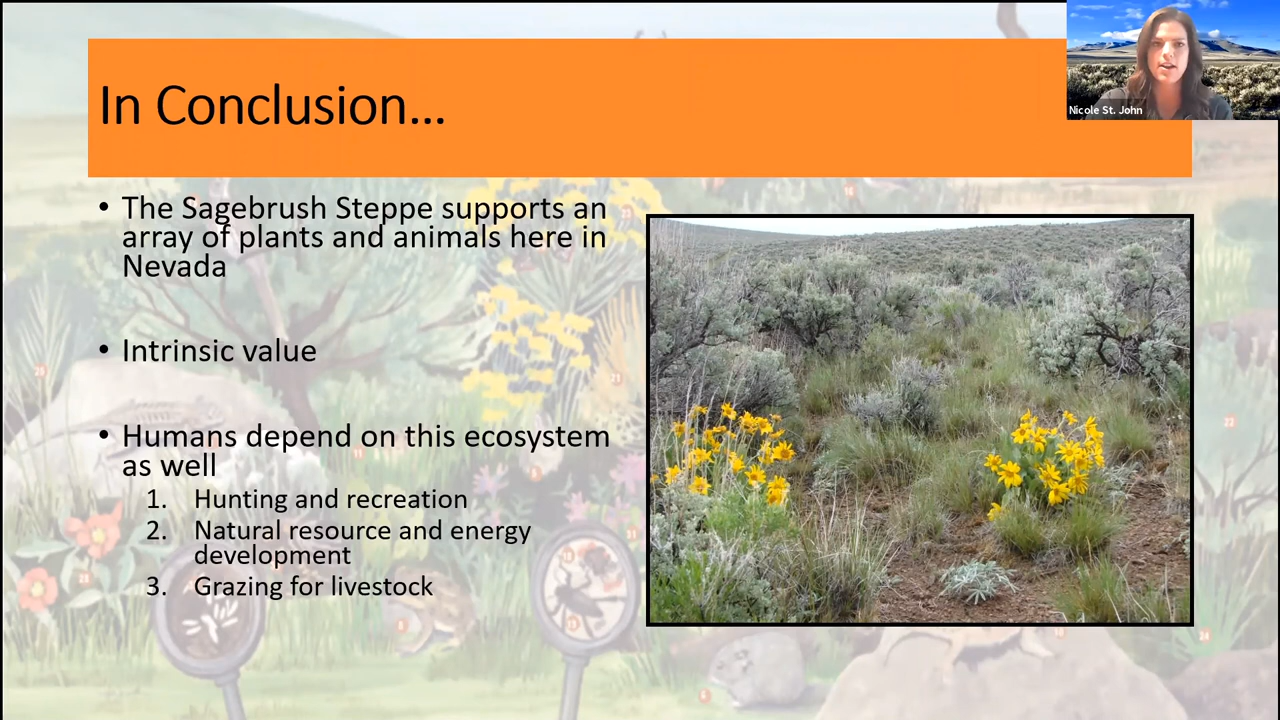 In Conclusion...
Nicole St. John
• The Sagebrush Steppe supports an
array of plants and animals here in
Nevada
• Intrinsic value
• Humans depend on this ecosystem
as well
1. Hunting and recreation
2. Natural resource and energy
development
3. Grazing for livestock